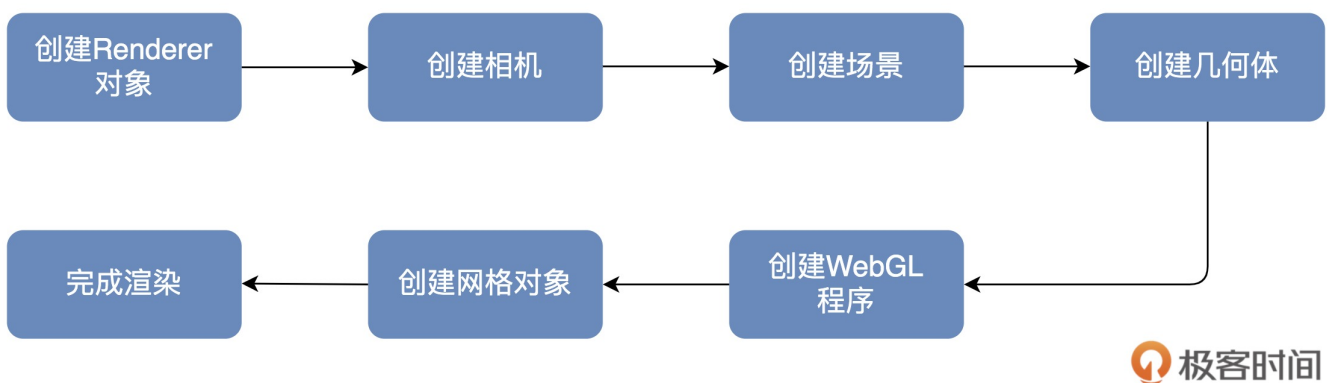 创建Renderer
对象
创建相机
创建场景
创建几何体
创建WebGL
程序
创建网格对象
完成渲染
极客时间